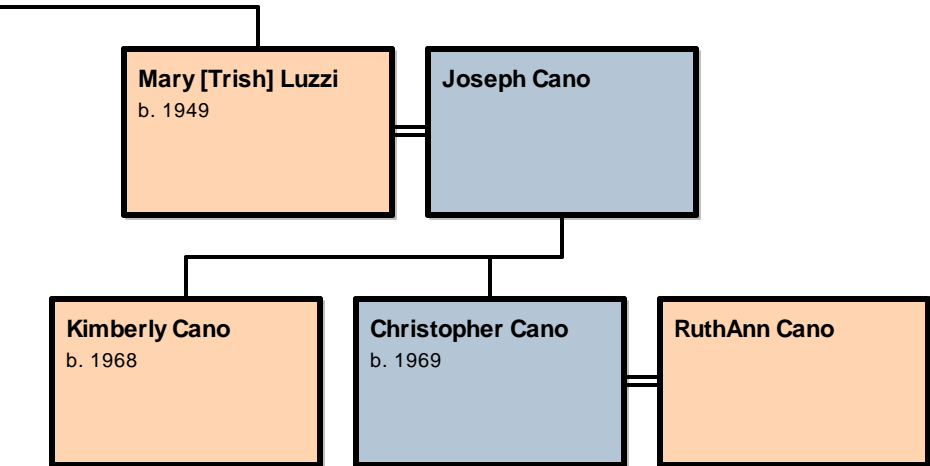 Mary [Trish] Luzzi
b. 1949
Joseph Cano
Kimberly Cano
b. 1968
Christopher Cano
b. 1969
RuthAnn Cano